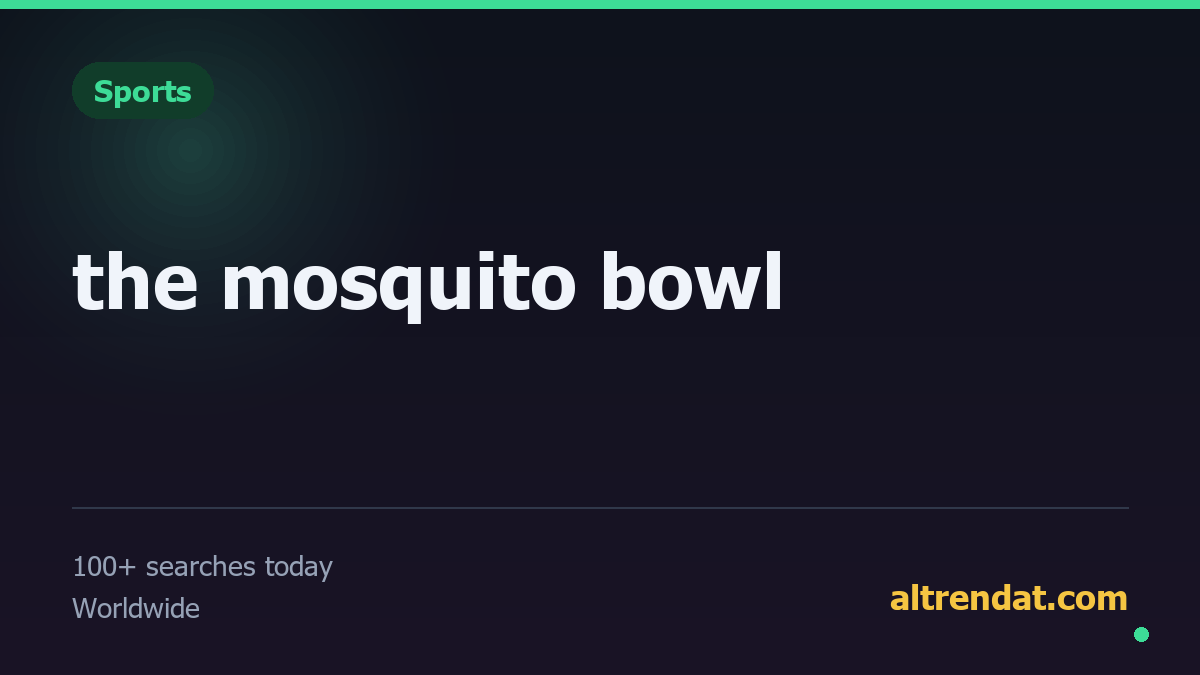 Sports
the mosquito bowl
100+ searches today
Worldwide
altrendat.com